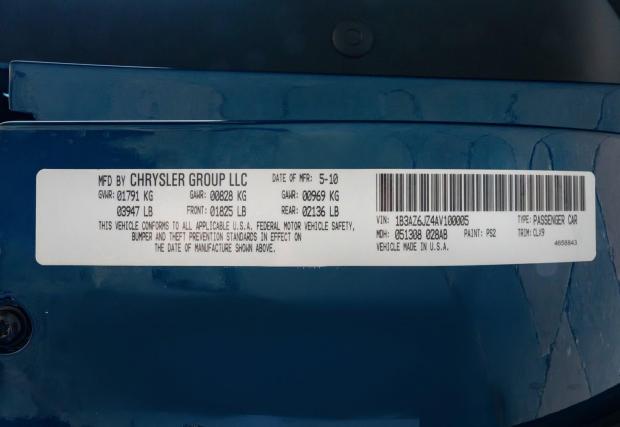 MFD BY CHRYSLER GROUP LLC DATE OF MFR: 5-10
GVWR: 01791 KG GAWR: 00828 KG GAWR: 00969 KG
03947 LB FRONT: 01825 LB REAR: 02136 LB
THIS VEHICLE CONFORMS TO ALL APPLICABLE U.S.A. FEDERAL MOTOR VEHICLE SAFETY,
BUMPER AND THEFT PREVENTION STANDARDS IN EFFECT ON
THE DATE OF MANUFACTURE SHOWN ABOVE.
VIN: 1B3AZ6JZ4AV100005 TYPE: PASSENGER CAR
MDH: 051308 028AB PAINT: PS2 TRIM: CLX9
VEHICLE MADE IN U.S.A. 4658843